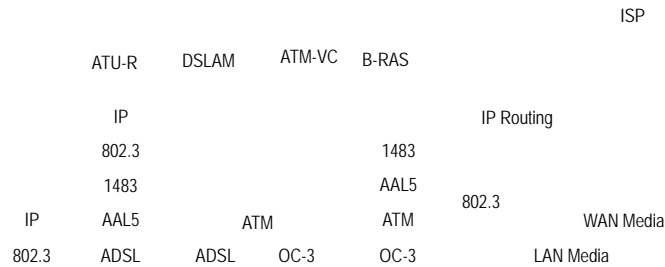 ISP
ATU-R DSLAM ATM-VC B-RAS
IP IP Routing
802.3 1483
1483 AAL5
802.3
IP AAL5 ATM ATM WAN Media
802.3 ADSL ADSL OC-3 OC-3 LAN Media